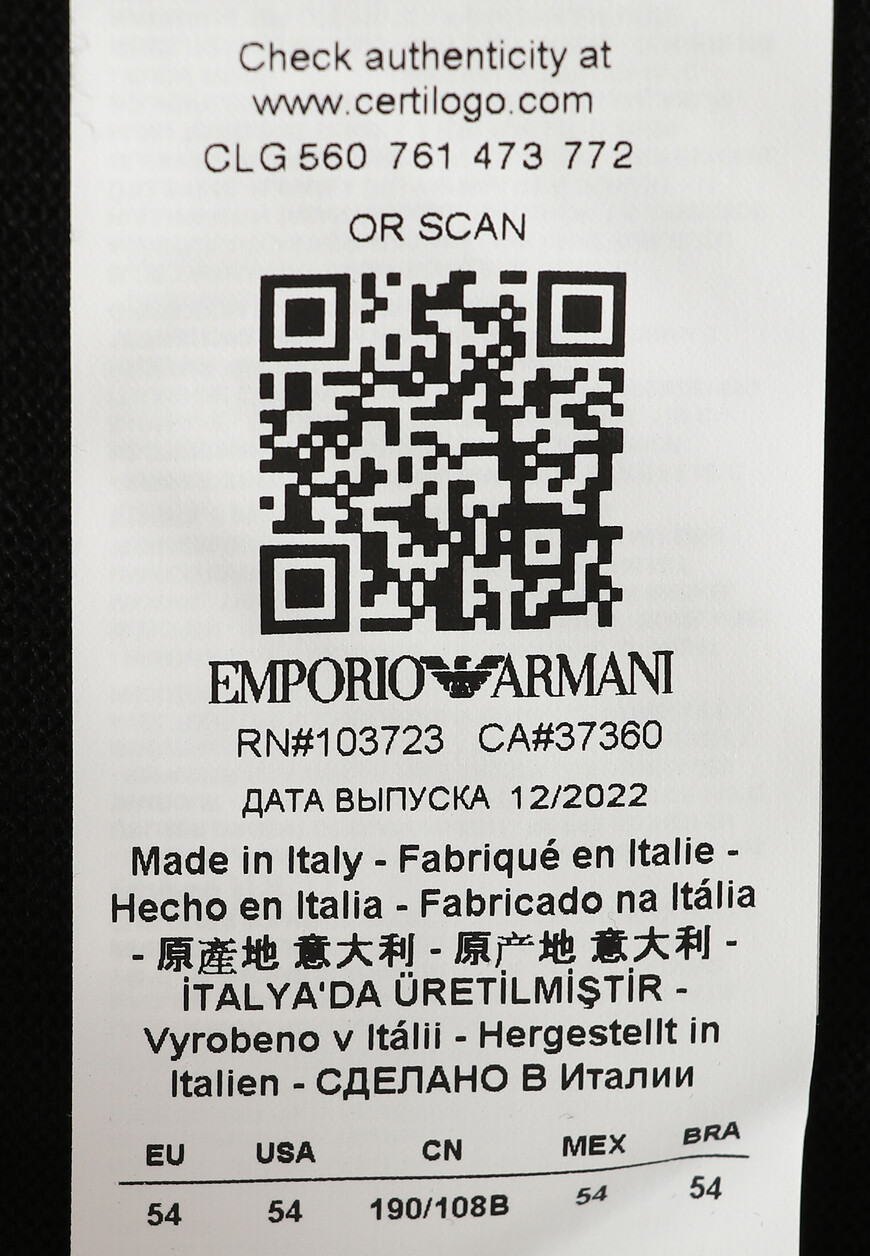 Check authenticity at
www.certilogo.com
CLG 560 761 473 772
OR SCAN
EMPORIO ARMANI
RN#103723 CA#37360
ДАТА ВЫПУСКА 12/2022
Made in Italy - Fabriqué en Italie -
Hecho en Italia - Fabricado na Itália
- 原產地 意大利 - 原产地 意大利 -
İTALYA'DA ÜRETİLMİŞTİR -
Vyrobeno v Itálii - Hergestellt in
Italien - СДЕЛАНО В Италии
EU USA CN MEX BRA
54 54 190/108B 54 54